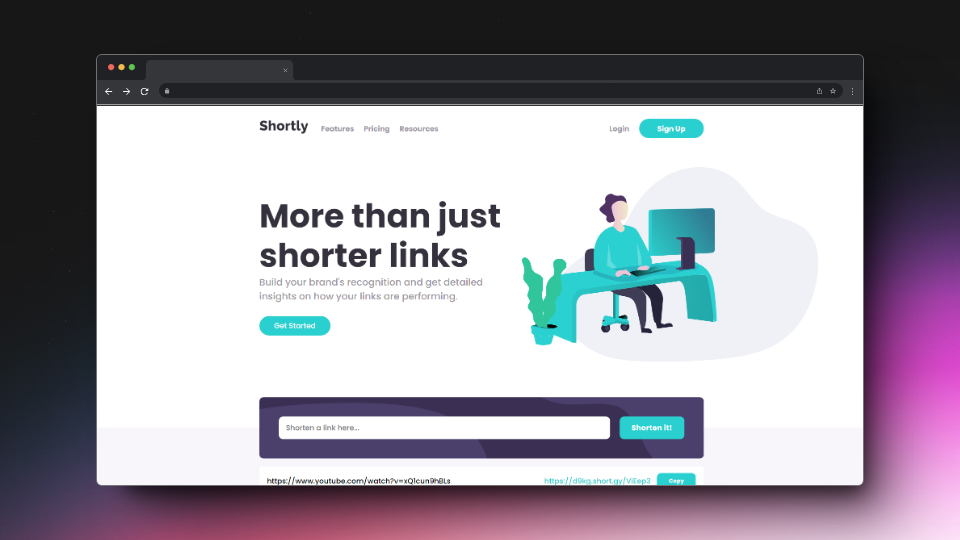 Shortly
Features Pricing Resources
Login
Sign Up
More than just
shorter links
Build your brand's recognition and get detailed
insights on how your links are performing.
Get Started
Shorten a link here...
Shorten it!
https://www.youtube.com/watch?v=xQ1cun9hBLs
https://d9kg.short.gy/ViEep3
Copy